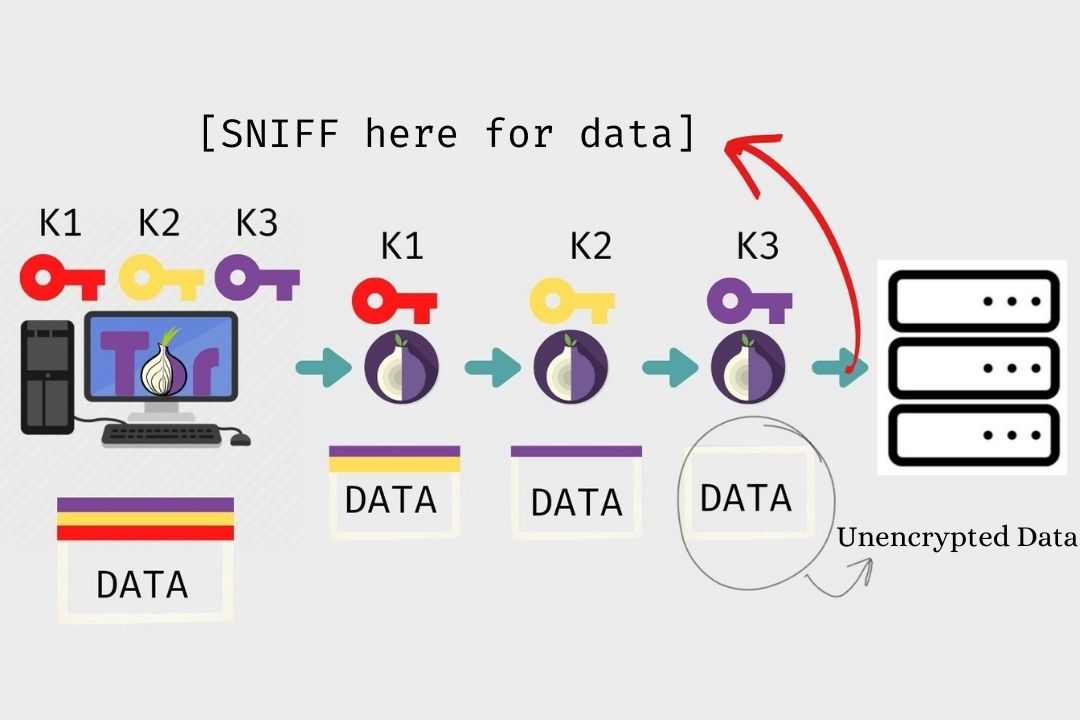 [SNIFF here for data]
K1 K2 K3
K1 K2 K3
Tor
DATA DATA DATA
Unencrypted Data
DATA